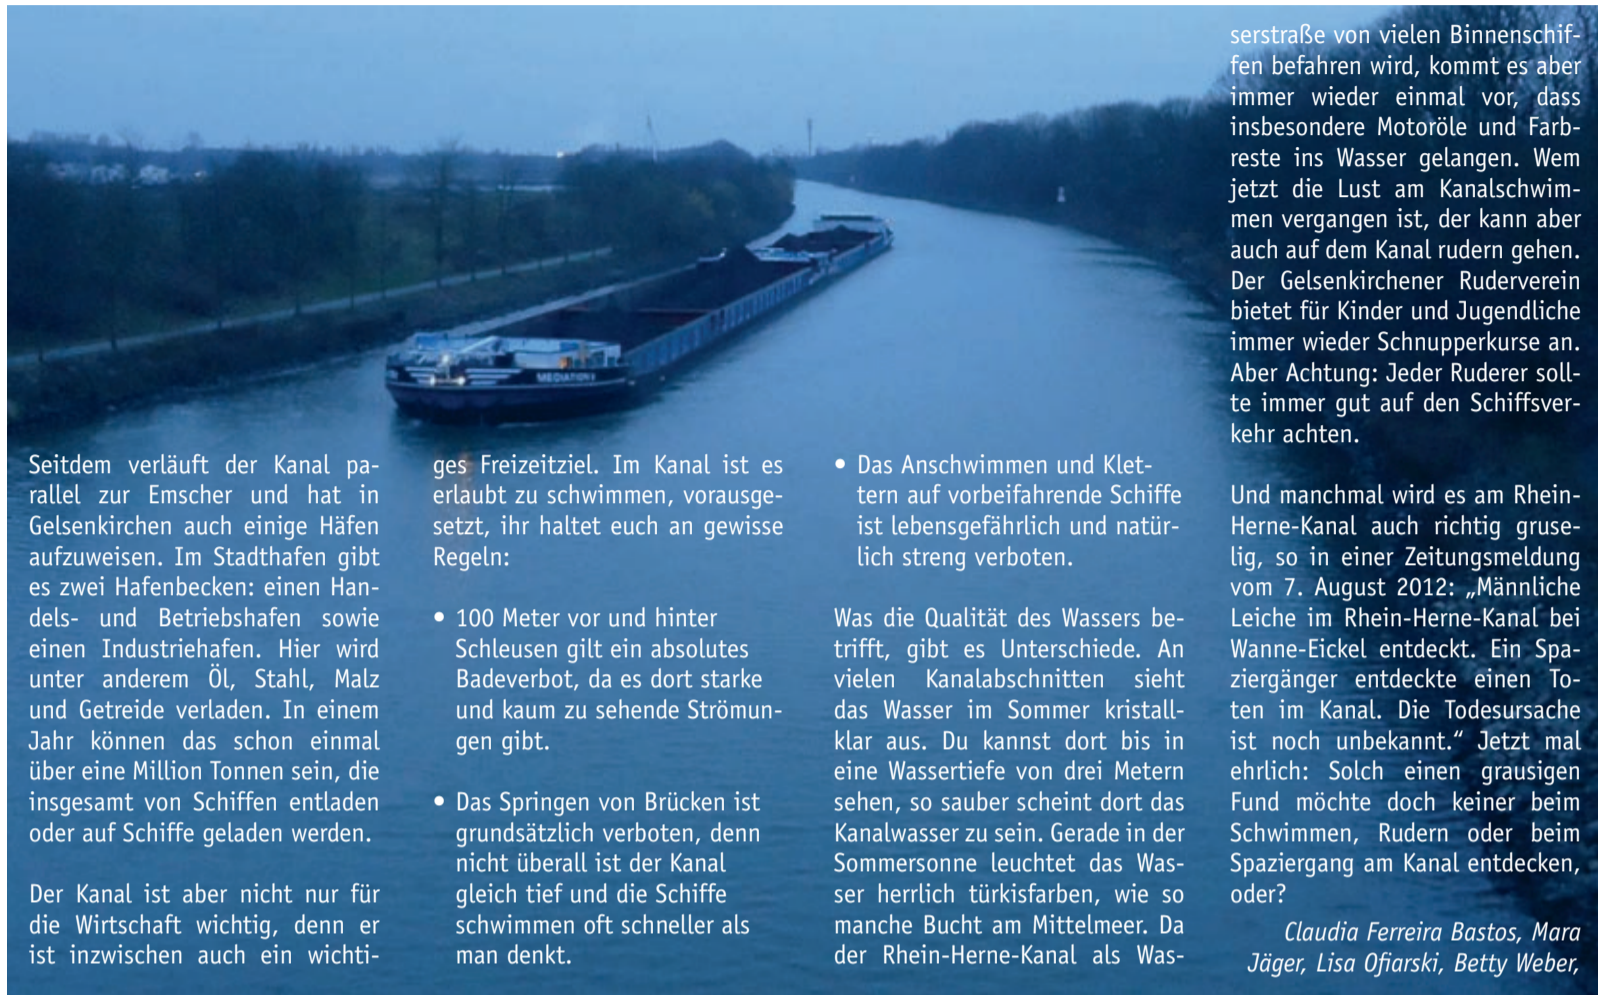 Seitdem verläuft der Kanal pa-
rallel zur Emscher und hat in
Gelsenkirchen auch einige Häfen
aufzuweisen. Im Stadthafen gibt
es zwei Hafenbecken: einen Han-
dels- und Betriebshafen sowie
einen Industriehafen. Hier wird
unter anderem Öl, Stahl, Malz
und Getreide verladen. In einem
Jahr können das schon einmal
über eine Million Tonnen sein, die
insgesamt von Schiffen entladen
oder auf Schiffe geladen werden.
Der Kanal ist aber nicht nur für
die Wirtschaft wichtig, denn er
ist inzwischen auch ein wichti-
ges Freizeitziel. Im Kanal ist es
erlaubt zu schwimmen, vorausge-
setzt, ihr haltet euch an gewisse
Regeln:
• 100 Meter vor und hinter
Schleusen gilt ein absolutes
Badeverbot, da es dort starke
und kaum zu sehende Strömun-
gen gibt.
• Das Springen von Brücken ist
grundsätzlich verboten, denn
nicht überall ist der Kanal
gleich tief und die Schiffe
schwimmen oft schneller als
man denkt.
• Das Anschwimmen und Klet-
tern auf vorbeifahrende Schiffe
ist lebensgefährlich und natür-
lich streng verboten.
Was die Qualität des Wassers be-
trifft, gibt es Unterschiede. An
vielen Kanalabschnitten sieht
das Wasser im Sommer kristall-
klar aus. Du kannst dort bis in
eine Wassertiefe von drei Metern
sehen, so sauber scheint dort das
Kanalwasser zu sein. Gerade in der
Sommersonne leuchtet das Was-
ser herrlich türkisfarben, wie so
manche Bucht am Mittelmeer. Da
der Rhein-Herne-Kanal als Was-
serstraße von vielen Binnenschif-
fen befahren wird, kommt es aber
immer wieder einmal vor, dass
insbesondere Motoröle und Farb-
reste ins Wasser gelangen. Wem
jetzt die Lust am Kanalschwim-
men vergangen ist, der kann aber
auch auf dem Kanal rudern gehen.
Der Gelsenkirchener Ruderverein
bietet für Kinder und Jugendliche
immer wieder Schnupperkurse an.
Aber Achtung: Jeder Ruderer soll-
te immer gut auf den Schiffsver-
kehr achten.
Und manchmal wird es am Rhein-
Herne-Kanal auch richtig gruse-
lig, so in einer Zeitungsmeldung
vom 7. August 2012: „Männliche
Leiche im Rhein-Herne-Kanal bei
Wanne-Eickel entdeckt. Ein Spa-
ziergänger entdeckte einen To-
ten im Kanal. Die Todesursache
ist noch unbekannt.“ Jetzt mal
ehrlich: Solch einen grausigen
Fund möchte doch keiner beim
Schwimmen, Rudern oder beim
Spaziergang am Kanal entdecken,
oder?
Claudia Ferreira Bastos, Mara
Jäger, Lisa Ofiarski, Betty Weber,
MEDIATION